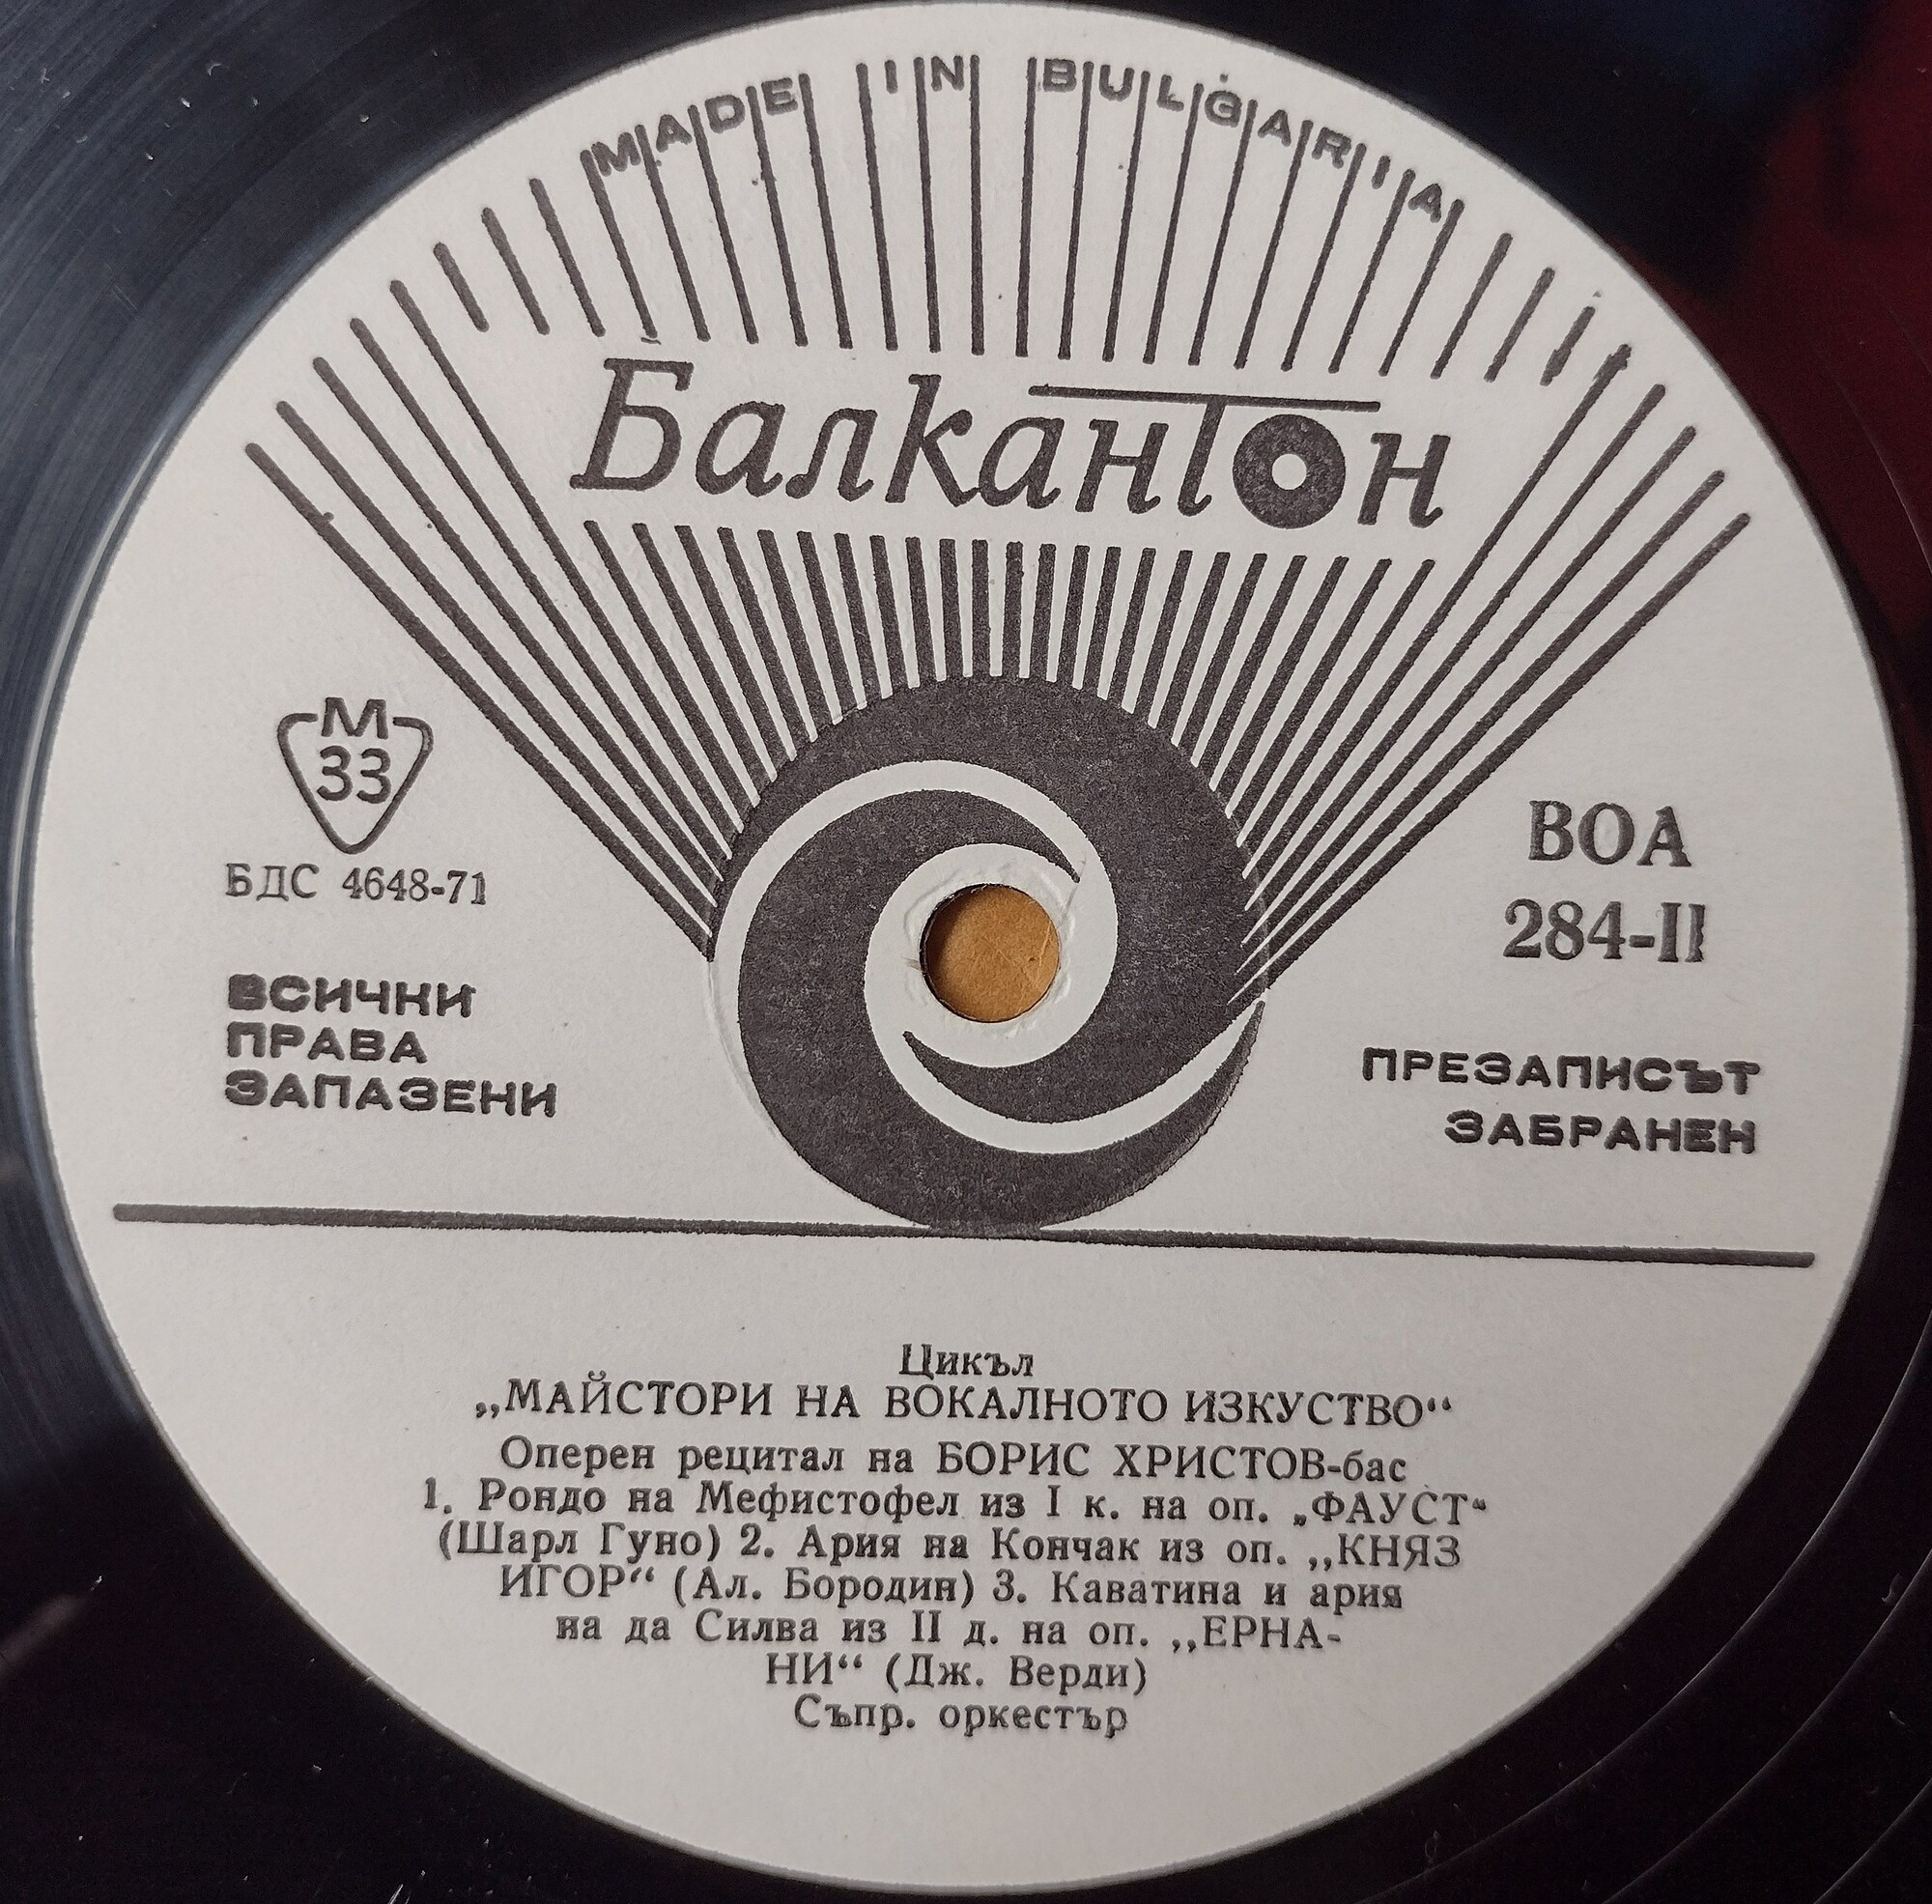 MADE IN BULGARIA
Балкантон
М
33
БДС 4648-71
ВСИЧКИ
ПРАВА
ЗАПАЗЕНИ
ВОА
284-II
ПРЕЗАПИСЪТ
ЗАБРАНЕН
Цикъл
„МАЙСТОРИ НА ВОКАЛНОТО ИЗКУСТВО“
Оперен рецитал на БОРИС ХРИСТОВ-бас
1. Рондо на Мефистофел из I к. на оп. „ФАУСТ“
(Шарл Гуно) 2. Ария на Кончак из оп. „КНЯЗ
ИГОР“ (Ал. Бородин) 3. Каватина и ария
на да Силва из II д. на оп. „ЕРНА-
НИ“ (Дж. Верди)
Съпр. оркестър